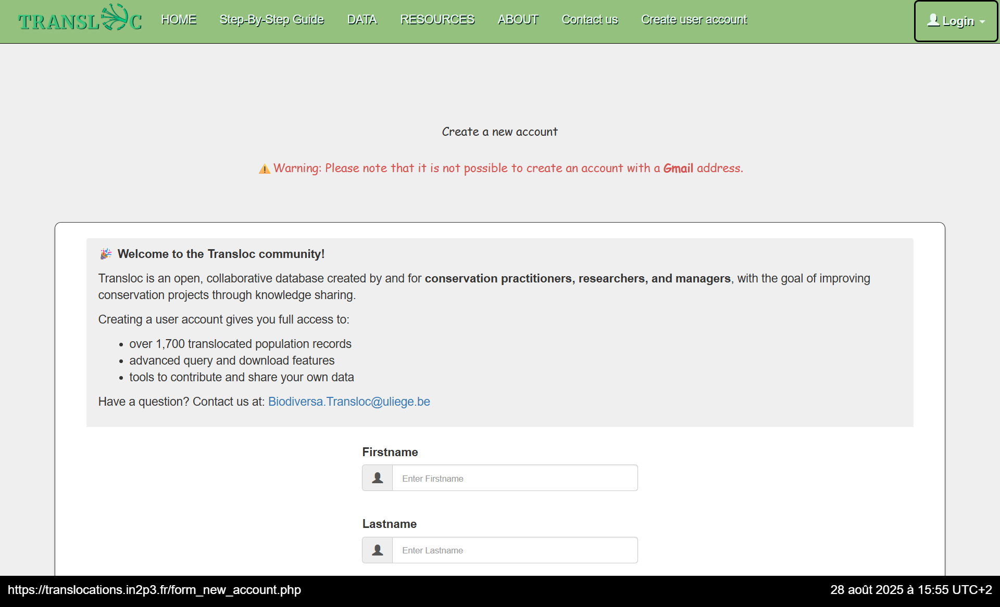 TRANSLOC HOME Step-By-Step Guide DATA RESOURCES ABOUT Contact us Create user account Login
Create a new account
⚠️ Warning: Please note that it is not possible to create an account with a Gmail address.
🎉 Welcome to the Transloc community!
Transloc is an open, collaborative database created by and for conservation practitioners, researchers, and managers, with the goal of improving
conservation projects through knowledge sharing.
Creating a user account gives you full access to:
• over 1,700 translocated population records
• advanced query and download features
• tools to contribute and share your own data
Have a question? Contact us at: Biodiversa.Transloc@uliege.be
Firstname
Enter Firstname
Lastname
Enter Lastname
https://translocations.in2p3.fr/form_new_account.php 28 août 2025 à 15:55 UTC+2